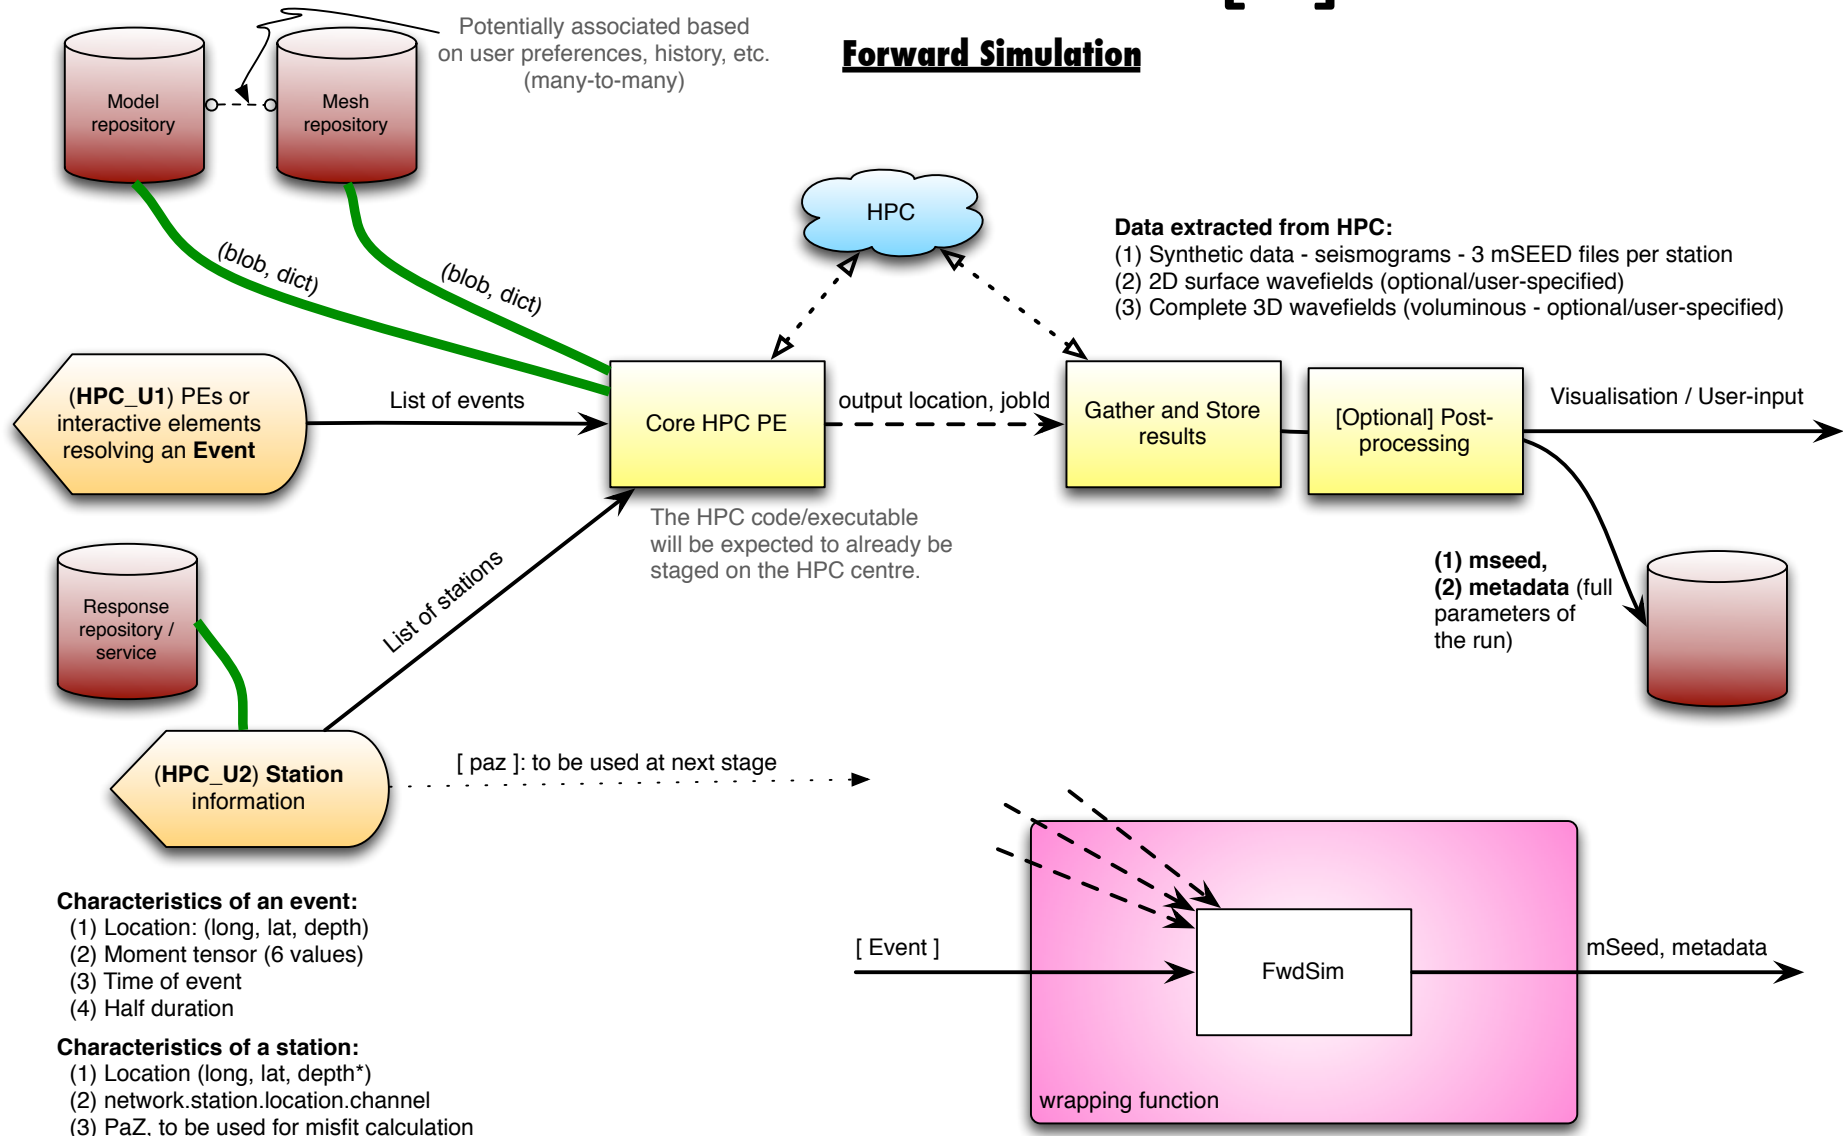 [ ]
Potentially associated based
on user preferences, history, etc.
(many-to-many)
Forward Simulation
Model
repository
Mesh
repository
HPC
(blob, dict)
(blob, dict)
Data extracted from HPC:
(1) Synthetic data - seismograms - 3 mSEED files per station
(2) 2D surface wavefields (optional/user-specified)
(3) Complete 3D wavefields (voluminous - optional/user-specified)
(HPC_U1) PEs or
interactive elements
resolving an Event
List of events
Core HPC PE
output location, jobId
Gather and Store
results
[Optional] Post-
processing
Visualisation / User-input
The HPC code/executable
will be expected to already be
staged on the HPC centre.
List of stations
Response
repository /
service
(1) mseed,
(2) metadata (full
parameters of
the run)
(HPC_U2) Station
information
[ paz ]: to be used at next stage
Characteristics of an event:
(1) Location: (long, lat, depth)
(2) Moment tensor (6 values)
(3) Time of event
(4) Half duration
Characteristics of a station:
(1) Location (long, lat, depth*)
(2) network.station.location.channel
(3) PaZ, to be used for misfit calculation
[ Event ]
FwdSim
mSeed, metadata
wrapping function